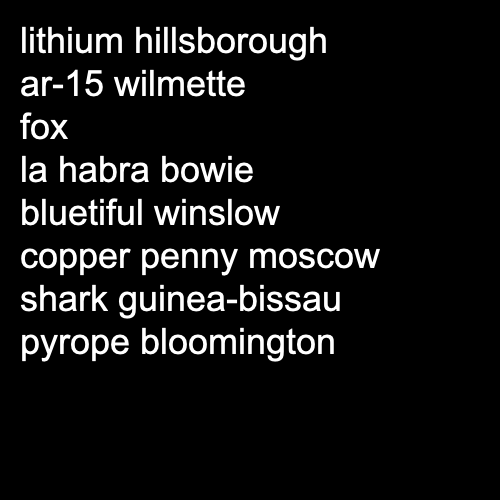 lithium hillsborough
ar-15 wilmette
fox
la habra bowie
bluetiful winslow
copper penny moscow
shark guinea-bissau
pyrope bloomington